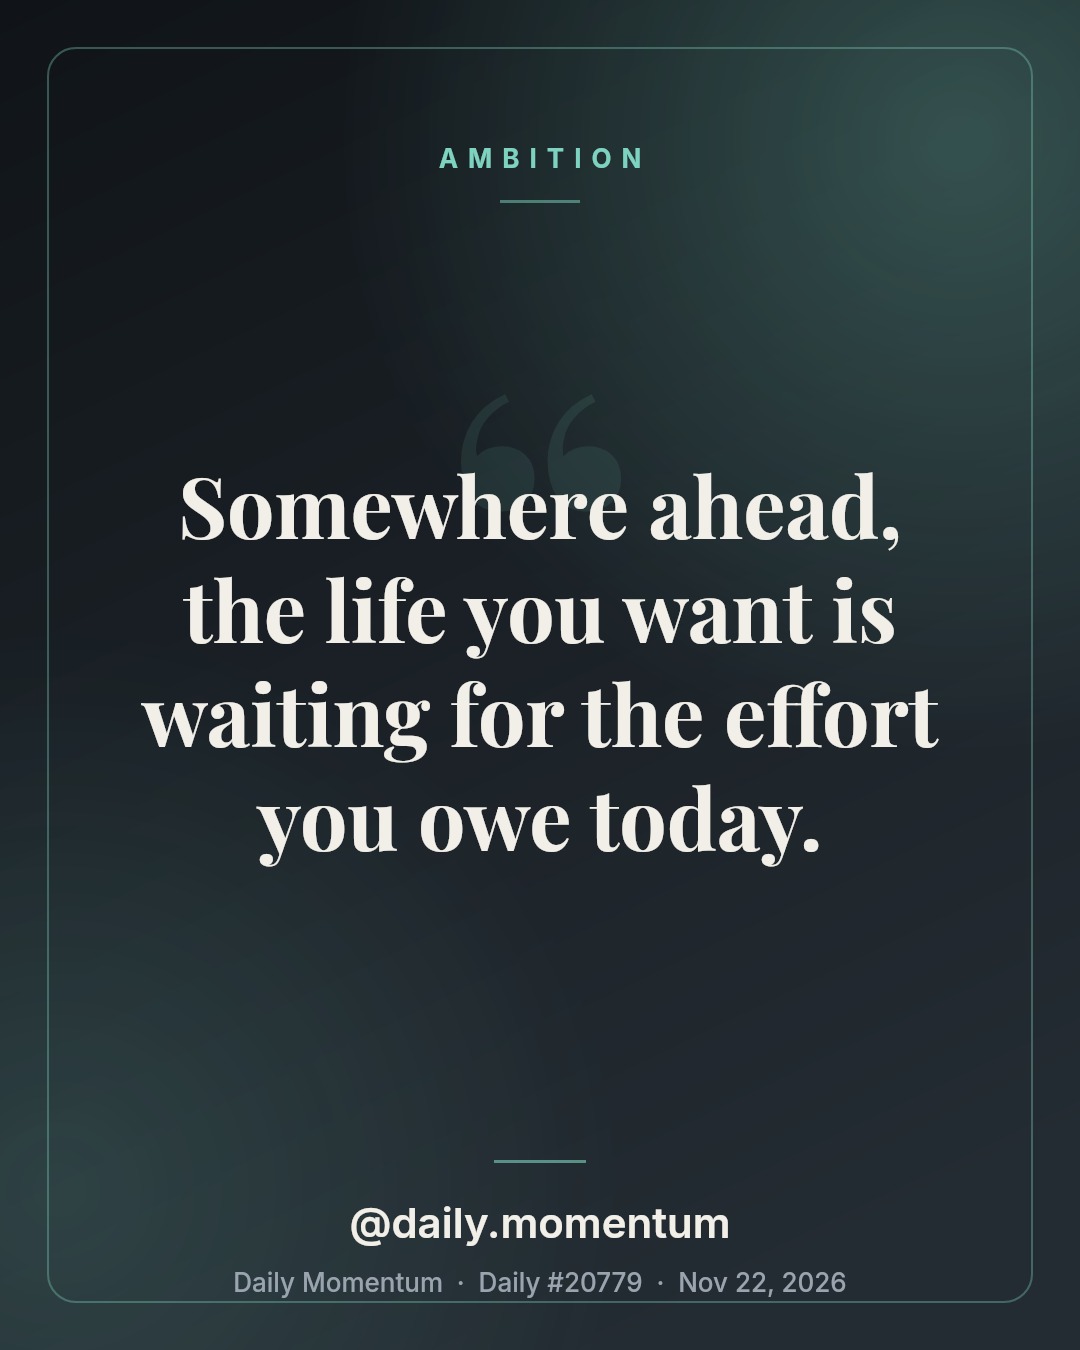 AMBITION
“
Somewhere ahead,
the life you want is
waiting for the effort
you owe today.
@daily.momentum
Daily Momentum · Daily #20779 · Nov 22, 2026